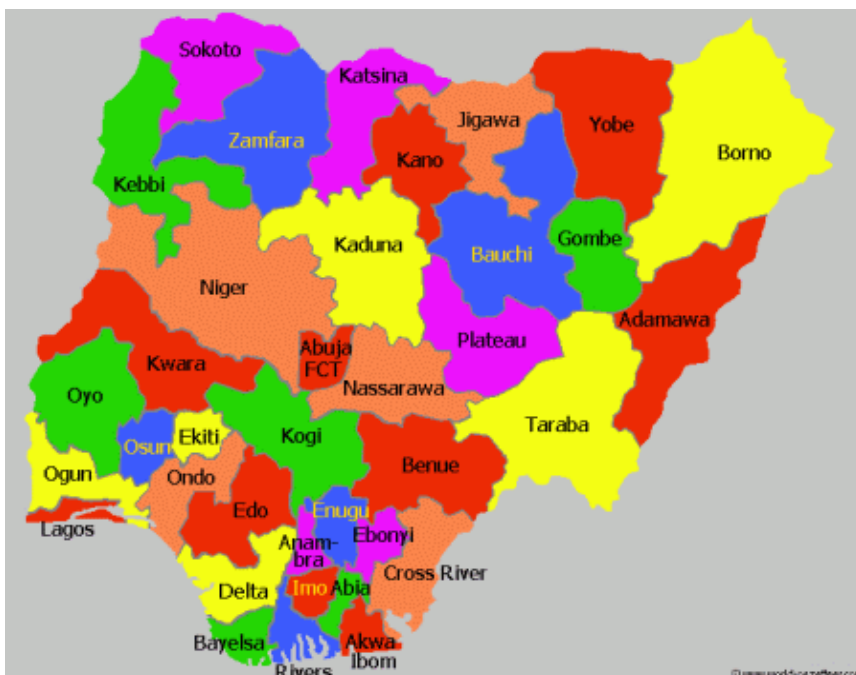 Sokoto
Katsina
Jigawa
Yobe
Borno
Zamfara
Kano
Kebbi
Kaduna
Gombe
Bauchi
Niger
Adamawa
Plateau
Abuja
FCT
Kwara
Nassarawa
Oyo
Taraba
Ekiti
Kogi
Osun
Benue
Ogun
Ondo
Edo
Enugu
Lagos
Anam-
bra
Ebonyi
Cross River
Delta
Imo
Abia
Bayelsa
Akwa
Ibom
Rivers